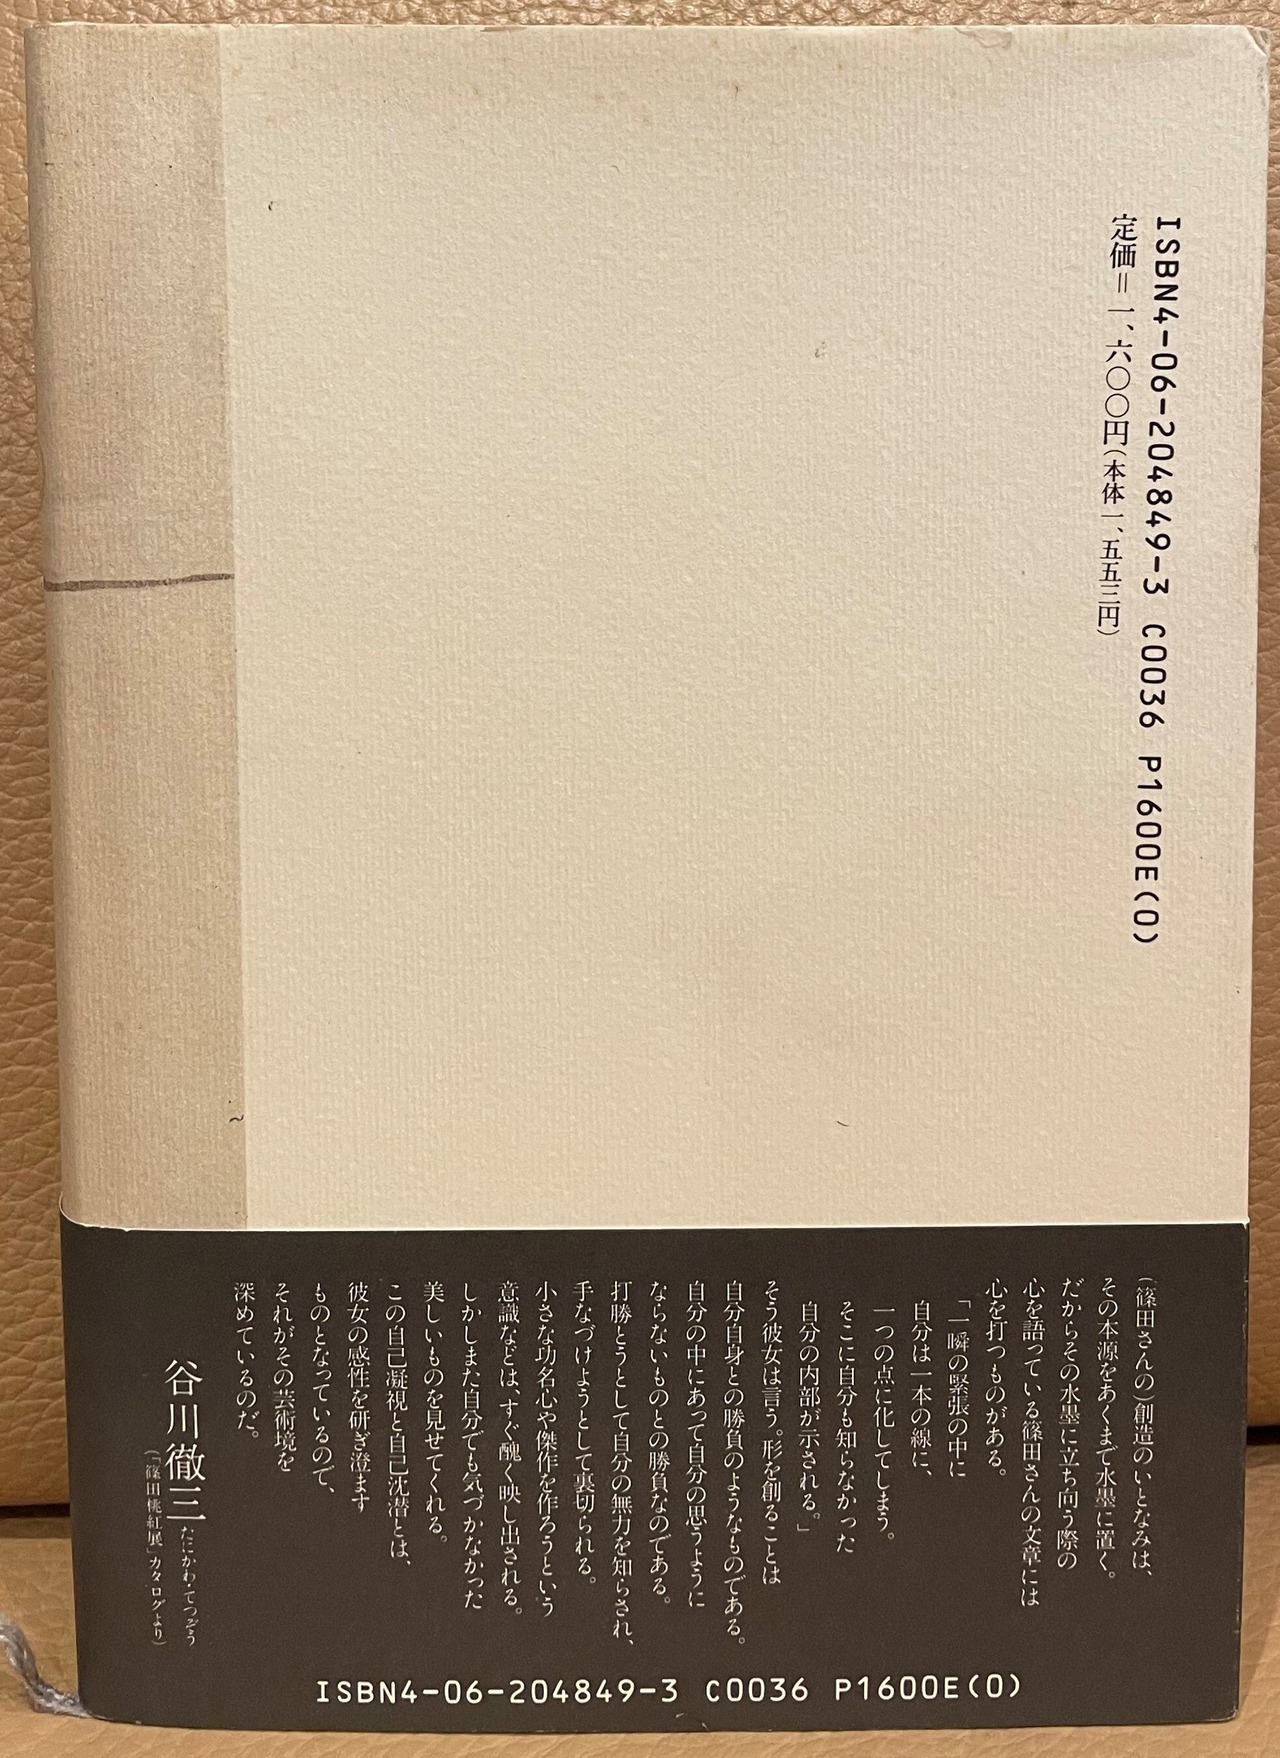 ISBN4-06-204849-3 C0036 P1600E(0)
定価＝一、六〇〇円(本体一、五五三円)
(篠田さんの)創造のいとなみは、
その本源をあくまで水墨に置く。
だからその水墨に立ち向う際の
心を語っている篠田さんの文章には
心を打つものがある。
「一瞬の緊張の中に
自分は一本の線に、
一つの点に化してしまう。
そこに自分も知らなかった
自分の内部が示される。」
そう彼女は言う。形を創ることは
自分自身との勝負のようなものである。
自分の中にあって自分の思うように
ならないものとの勝負なのである。
打勝とうとして自分の無力を知らされ、
手なづけようとして裏切られる。
小さな功名心や傑作を作ろうという
意識などは、すぐ醜く映し出される。
しかしまた自分でも気づかなかった
美しいものを見せてくれる。
この自己凝視と自己沈潜とは、
彼女の感性を研ぎ澄ます
ものとなっているので、
それがその芸術境を
深めているのだ。
谷川徹三 たにかわ・てつぞう
(「篠田桃紅展」カタログより)
ISBN4-06-204849-3 C0036 P1600E(0)